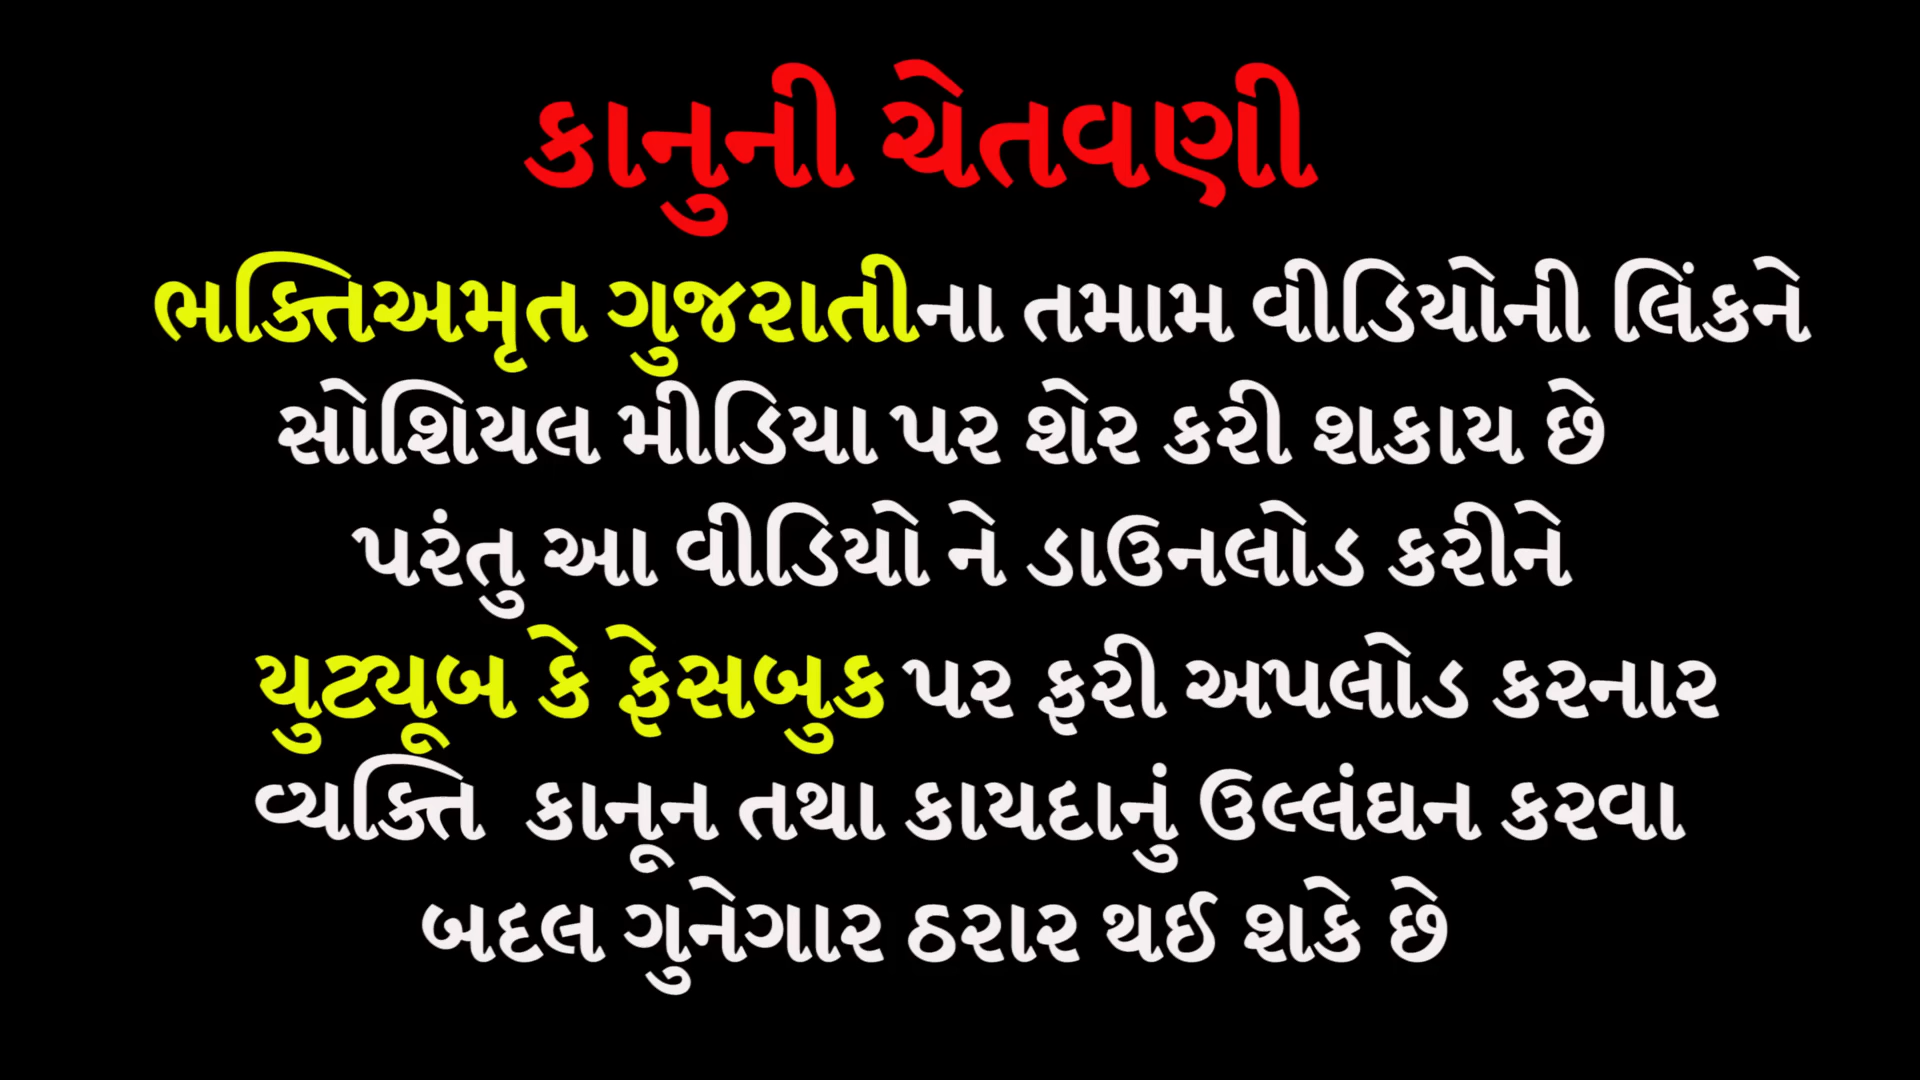 કાનુની ચેતવણી
ભક્તિઅમૃત ગુજરાતીના તમામ વીડિયોની લિંકને
સોશિયલ મીડિયા પર શેર કરી શકાય છે
પરંતુ આ વીડિયો ને ડાઉનલોડ કરીને
યુટ્યૂબ કે ફેસબુક પર ફરી અપલોડ કરનાર
વ્યક્તિ કાનૂન તથા કાયદાનું ઉલ્લંઘન કરવા
બદલ ગુનેગાર ઠરાર થઈ શકે છે